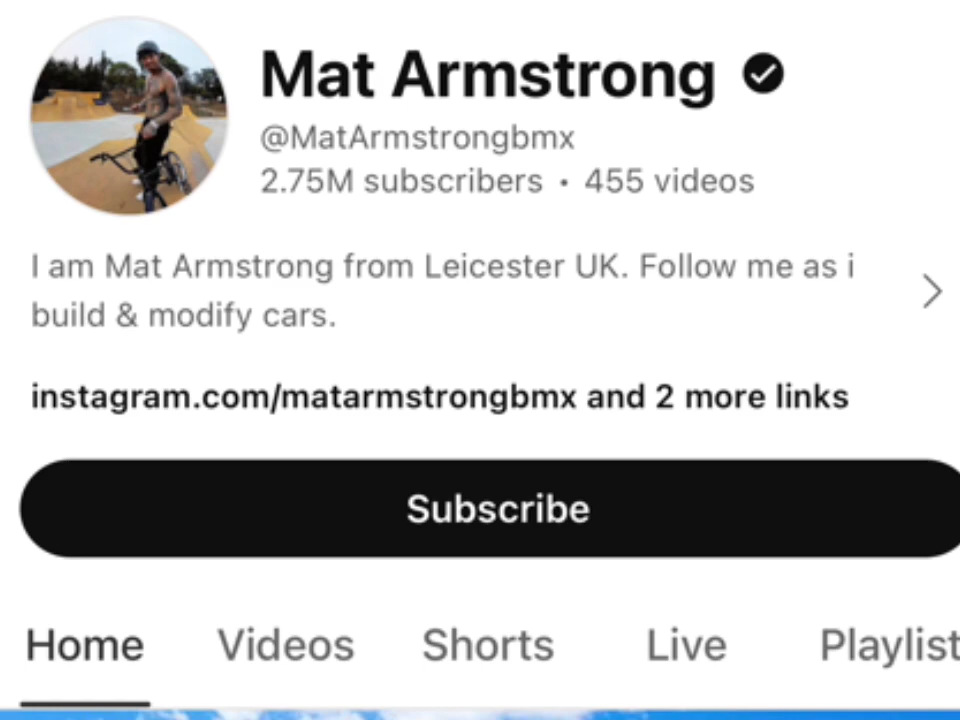 Mat Armstrong
@MatArmstrongbmx
2.75M subscribers • 455 videos
I am Mat Armstrong from Leicester UK. Follow me as i
build & modify cars.
instagram.com/matarmstrongbmx and 2 more links
Subscribe
Home Videos Shorts Live Playlist